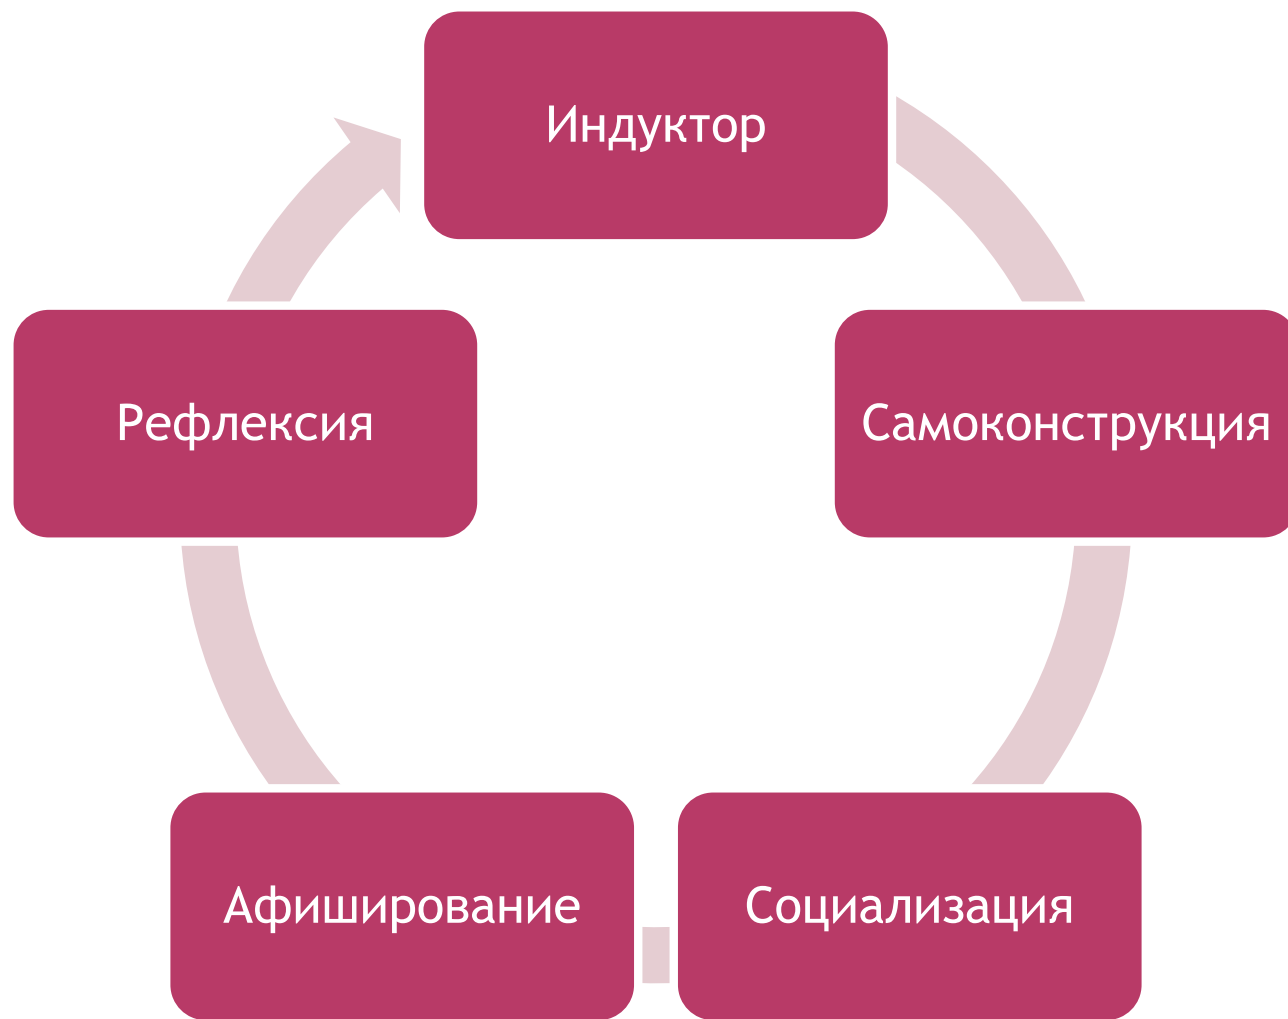 Индуктор
Самоконструкция
Социализация
Афиширование
Рефлексия